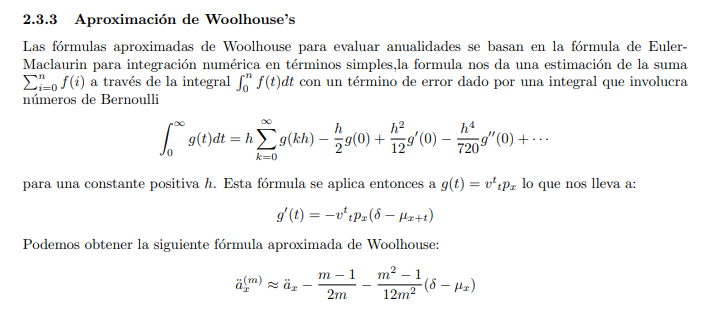 2.3.3 Aproximación de Woolhouse's
Las fórmulas aproximadas de Woolhouse para evaluar anualidades se basan en la fórmula de Euler-
Maclaurin para integración numérica en términos simples,la formula nos da una estimación de la suma
$\sum_{i=0}^{n} f(i)$ a través de la integral $\int_0^n f(t)dt$ con un término de error dado por una integral que involucra
números de Bernoulli
$\int_0^\infty g(t)dt = h\sum_{k=0}^{\infty} g(kh) - \frac{h}{2}g(0) + \frac{h^2}{12}g'(0) - \frac{h^4}{720}g''(0) + \cdots$
para una constante positiva $h$. Esta fórmula se aplica entonces a $g(t) = v^t {}_tp_x$ lo que nos lleva a:
$g'(t) = -v^t {}_tp_x(\delta - \mu_{x+t})$
Podemos obtener la siguiente fórmula aproximada de Woolhouse:
$\ddot{a}_x^{(m)} \approx \ddot{a}_x - \frac{m-1}{2m} - \frac{m^2-1}{12m^2}(\delta - \mu_x)$